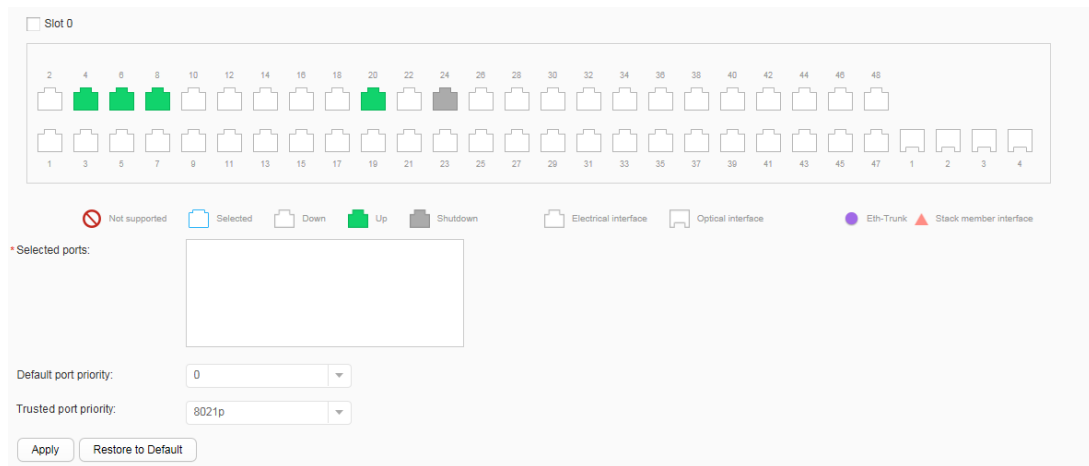 Slot 0
2 4 6 8 10 12 14 16 18 20 22 24 26 28 30 32 34 36 38 40 42 44 46 48
1 3 5 7 9 11 13 15 17 19 21 23 25 27 29 31 33 35 37 39 41 43 45 47 1 2 3 4
Not supported Selected Down Up Shutdown Electrical interface Optical interface Eth-Trunk Stack member interface
*Selected ports:
Default port priority: 0
Trusted port priority: 8021p
Apply Restore to Default